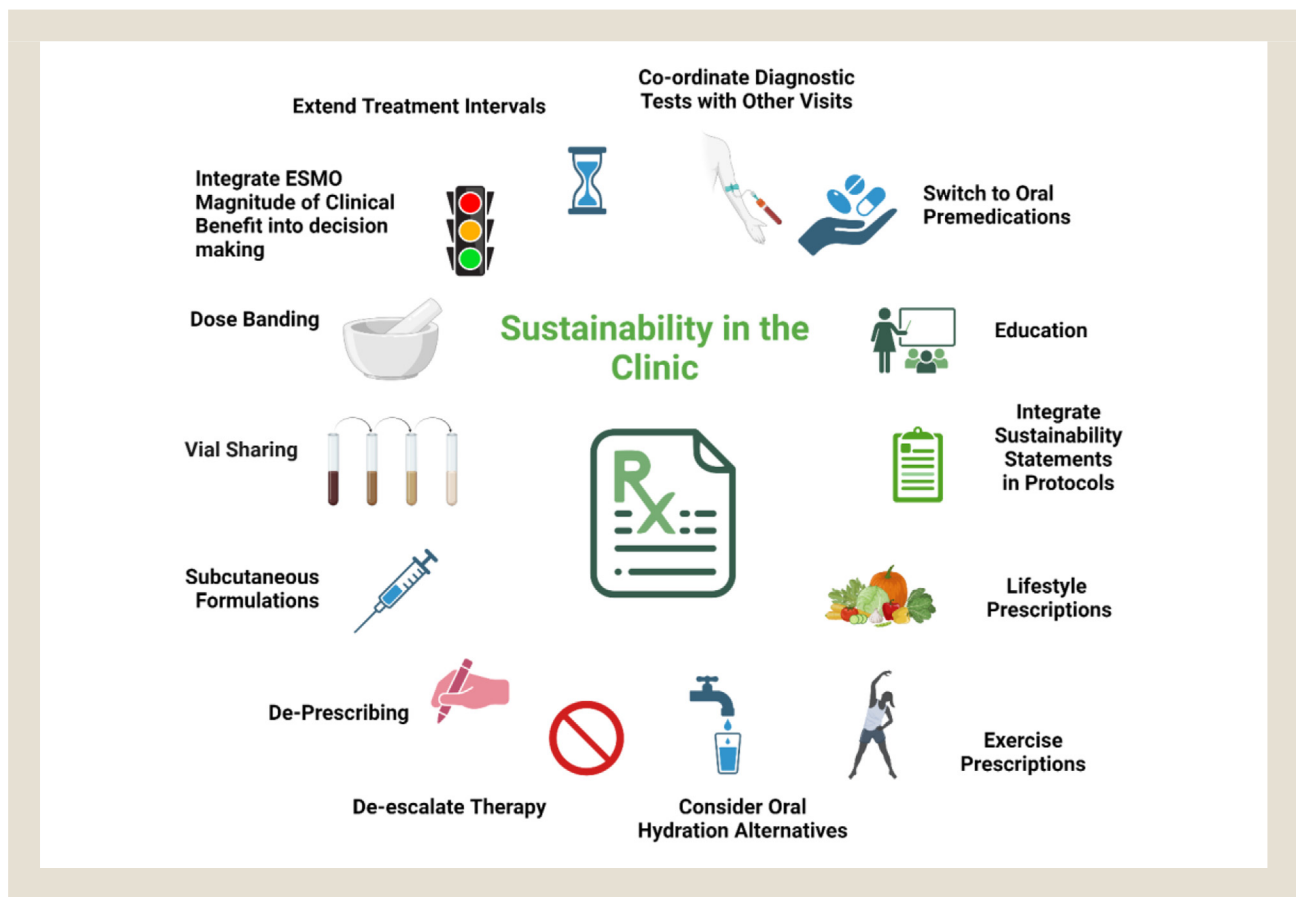 Co-ordinate Diagnostic
Tests with Other Visits
Extend Treatment Intervals
Integrate ESMO
Magnitude of Clinical
Benefit into decision
making
Switch to Oral
Premedications
Dose Banding
Sustainability in the
Clinic
Education
Vial Sharing
Integrate
Sustainability
Statements
in Protocols
Rx
Subcutaneous
Formulations
Lifestyle
Prescriptions
De-Prescribing
Exercise
Prescriptions
De-escalate Therapy
Consider Oral
Hydration Alternatives